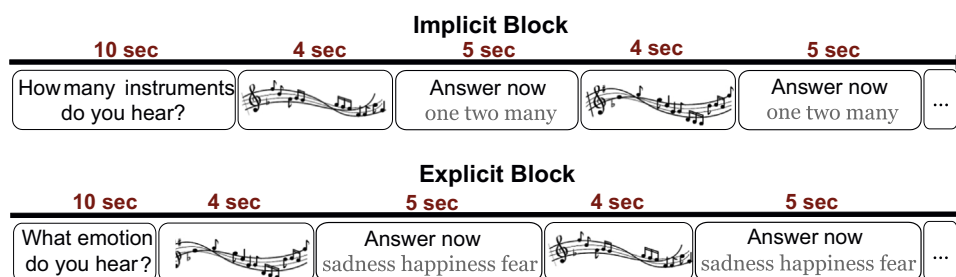 Implicit Block
10 sec 4 sec 5 sec 4 sec 5 sec
How many instruments
do you hear?
Answer now
one two many
Answer now
one two many
...
Explicit Block
10 sec 4 sec 5 sec 4 sec 5 sec
What emotion
do you hear?
Answer now
sadness happiness fear
Answer now
sadness happiness fear
...